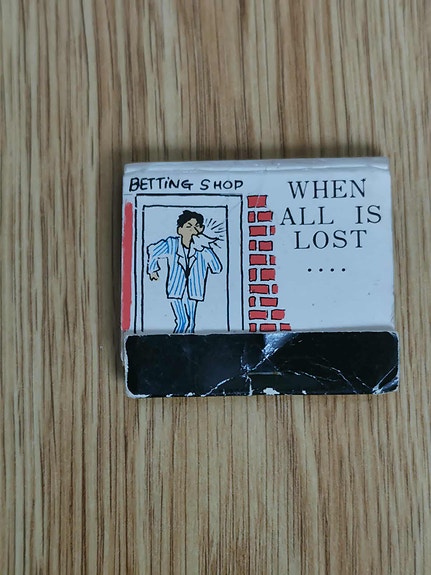 BETTING SHOP
WHEN
ALL IS
LOST
....